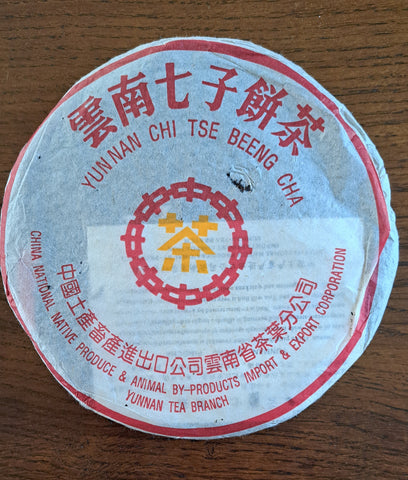 雲南七子餅茶
YUNNAN CHI TSE BEENG CHA
茶
中國土產畜產進出口公司雲南省茶葉分公司
CHINA NATIONAL NATIVE PRODUCE & ANIMAL BY-PRODUCTS IMPORT & EXPORT CORPORATION
YUNNAN TEA BRANCH